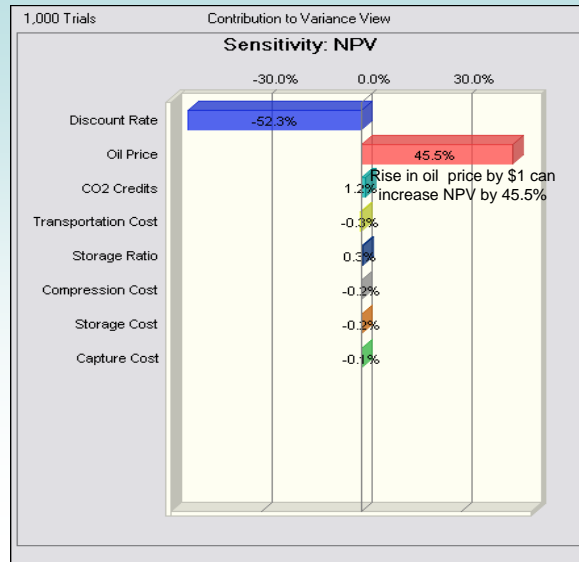 1,000 Trials Contribution to Variance View
Sensitivity: NPV
-30.0% 0.0% 30.0%
Discount Rate -52.3%
Oil Price 45.5%
Rise in oil price by $1 can
increase NPV by 45.5%
CO2 Credits 1.2%
Transportation Cost -0.3%
Storage Ratio 0.3%
Compression Cost -0.2%
Storage Cost -0.2%
Capture Cost -0.1%